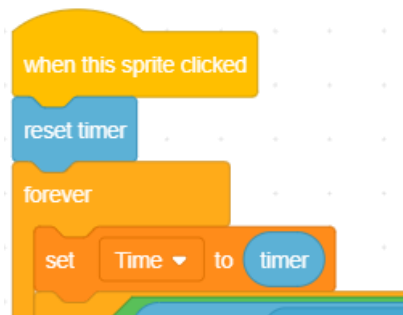 when this sprite clicked
reset timer
forever
set Time to timer